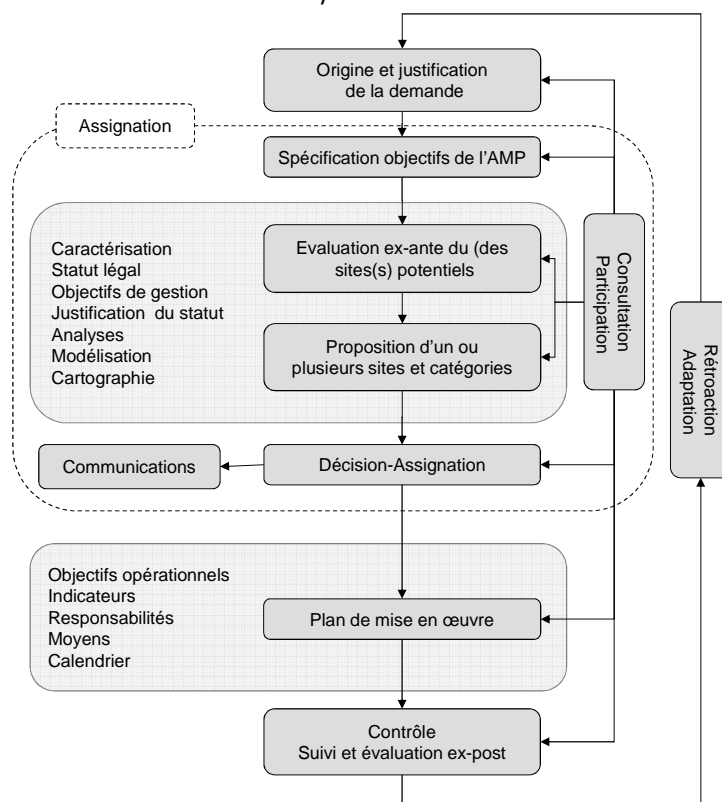 Origine et justification
de la demande
Assignation
Spécification objectifs de l'AMP
Caractérisation
Statut légal
Objectifs de gestion
Justification du statut
Analyses
Modélisation
Cartographie
Evaluation ex-ante du (des
sites(s) potentiels
Proposition d'un ou
plusieurs sites et catégories
Consultation
Participation
Rétroaction
Adaptation
Communications
Décision-Assignation
Objectifs opérationnels
Indicateurs
Responsabilités
Moyens
Calendrier
Plan de mise en œuvre
Contrôle
Suivi et évaluation ex-post